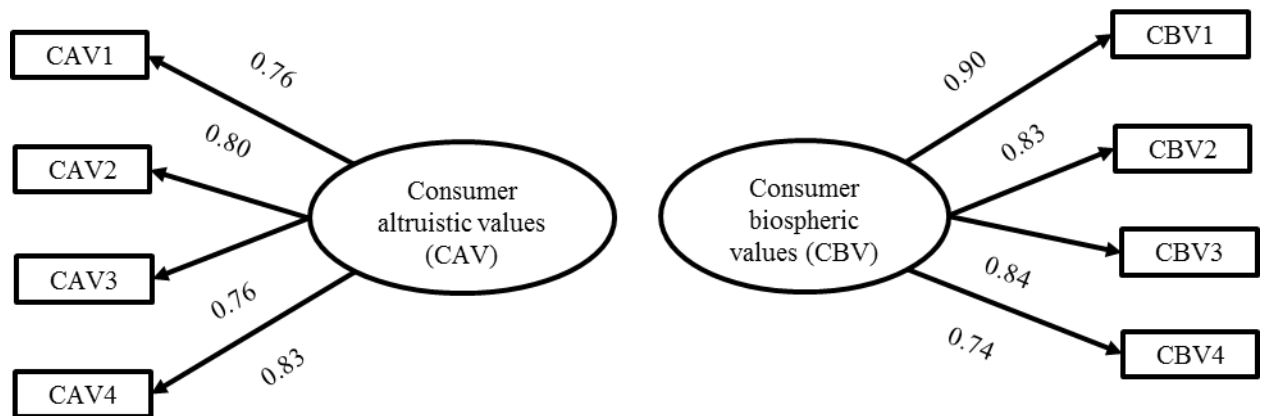 CAV1
0.76
0.80
CAV2
CAV3
0.76
0.83
CAV4
Consumer
altruistic values
(CAV)
Consumer
biospheric
values (CBV)
0.90
CBV1
0.83
CBV2
CBV3
0.84
0.74
CBV4